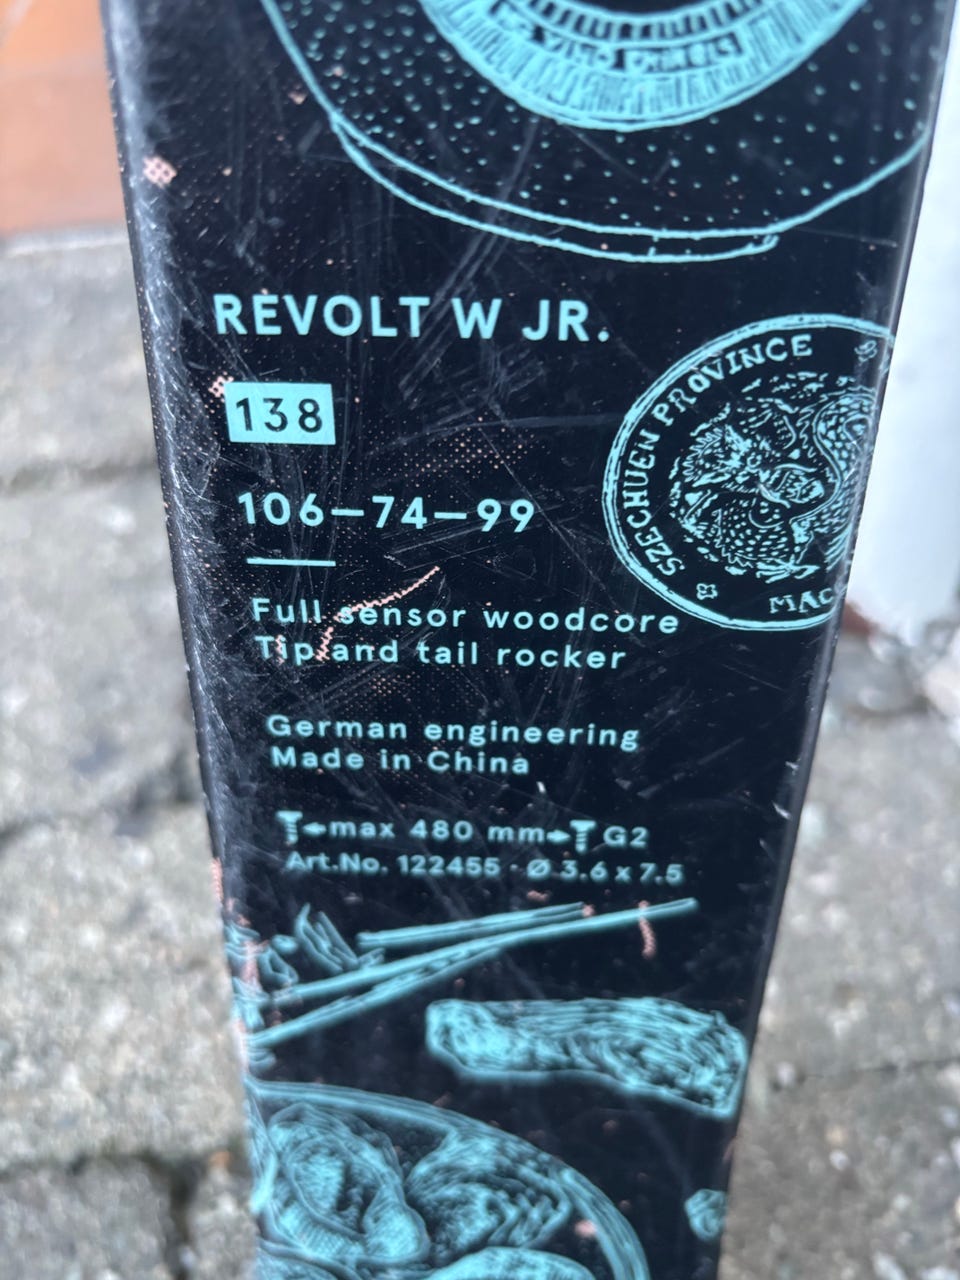 REVOLT W JR.
138
106–74–99
SZECHUEN PROVINCE
MAC
Full sensor woodcore
Tip and tail rocker
German engineering
Made in China
max 480 mm G2
Art.No. 122455 · Ø 3.6 x 7.5